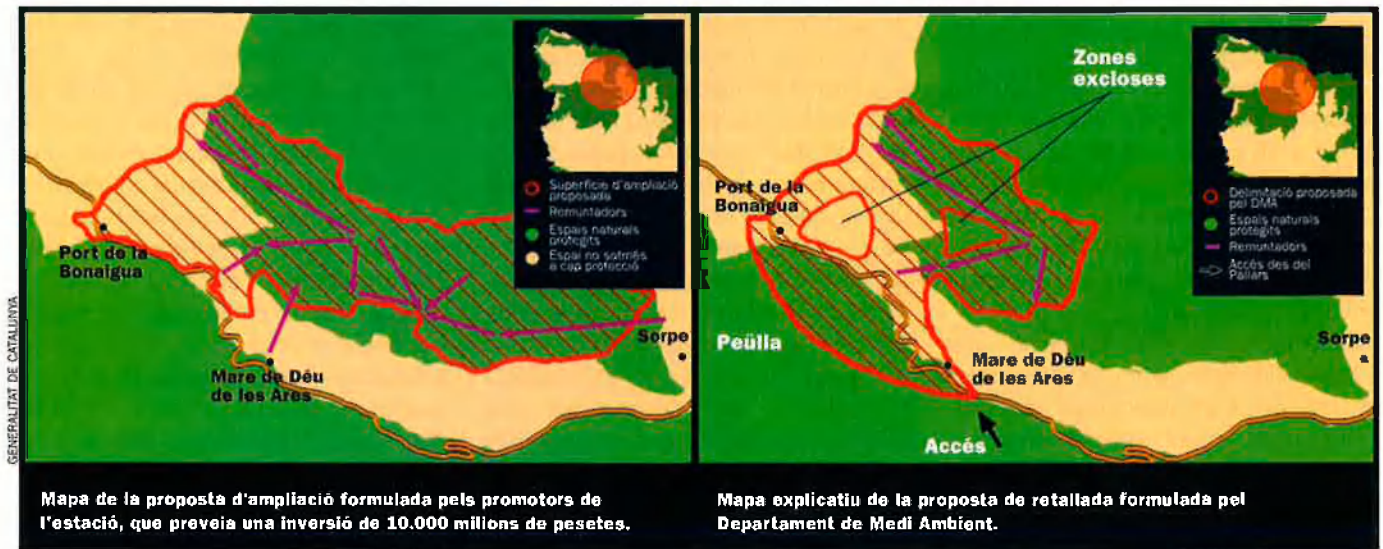 GENERALITAT DE CATALUNYA
Port de la
Bonaigua
Mare de Déu
de les Ares
Sorpe
Superfície d'ampliació
proposada
Remuntadors
Espais naturals
protegits
Espai no sotmès
a cap protecció
Mapa de la proposta d'ampliació formulada pels promotors de
l'estació, que preveia una inversió de 10.000 milions de pesetes.
Zones
excloses
Port de la
Bonaigua
Peülla
Mare de Déu
de les Ares
Sorpe
Accés
Delimitació proposada
pel DMA
Espais naturals
protegits
Remuntadors
Accés des del
Pallars
Mapa explicatiu de la proposta de retallada formulada pel
Departament de Medi Ambient.